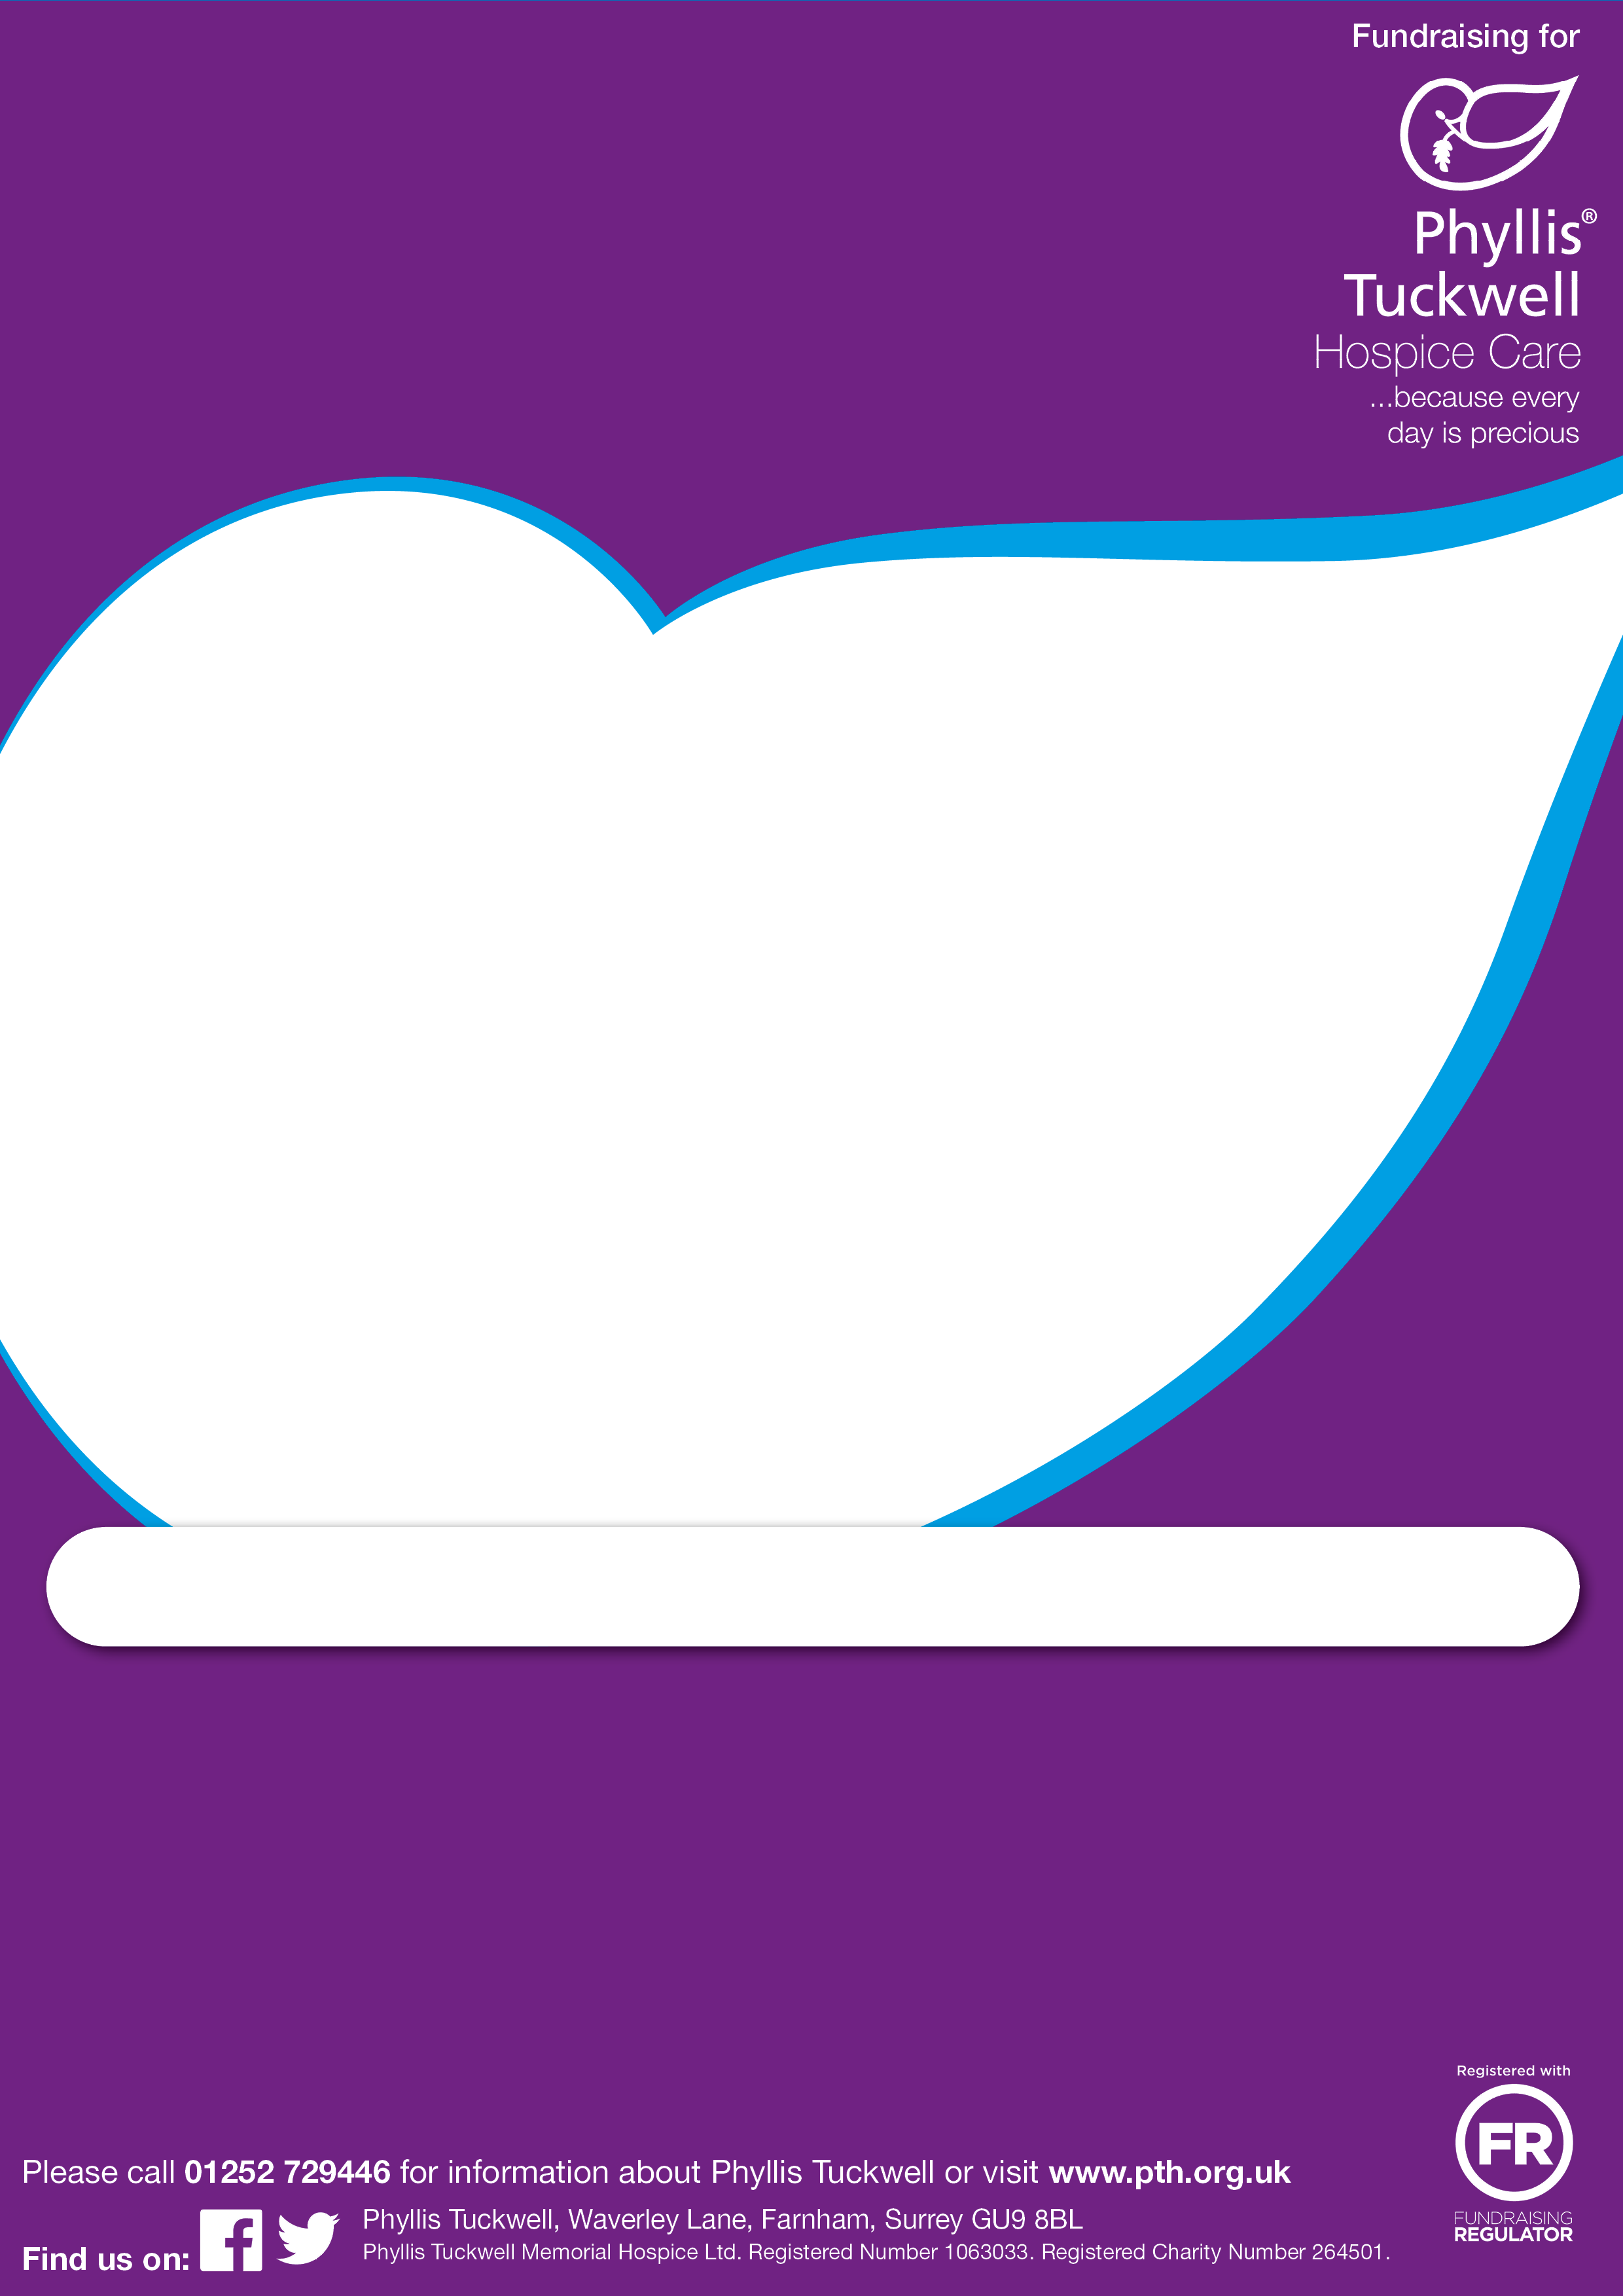 Fundraising for
Phyllis®
Tuckwell
Hospice Care
...because every
day is precious
Registered with
FR
FUNDRAISING
REGULATOR
Please call 01252 729446 for information about Phyllis Tuckwell or visit www.pth.org.uk
Phyllis Tuckwell, Waverley Lane, Farnham, Surrey GU9 8BL
Find us on:
Phyllis Tuckwell Memorial Hospice Ltd. Registered Number 1063033. Registered Charity Number 264501.